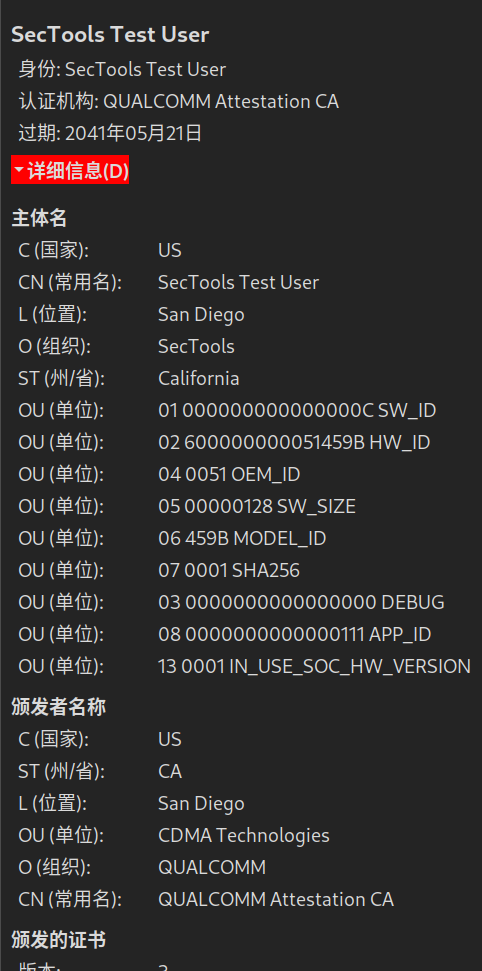 SecTools Test User
身份: SecTools Test User
认证机构: QUALCOMM Attestation CA
过期: 2041年05月21日
详细信息(D)
主体名
C (国家): US
CN (常用名): SecTools Test User
L (位置): San Diego
O (组织): SecTools
ST (州/省): California
OU (单位): 01 000000000000000C SW_ID
OU (单位): 02 600000000051459B HW_ID
OU (单位): 04 0051 OEM_ID
OU (单位): 05 00000128 SW_SIZE
OU (单位): 06 459B MODEL_ID
OU (单位): 07 0001 SHA256
OU (单位): 03 0000000000000000 DEBUG
OU (单位): 08 0000000000000111 APP_ID
OU (单位): 13 0001 IN_USE_SOC_HW_VERSION
颁发者名称
C (国家): US
ST (州/省): CA
L (位置): San Diego
OU (单位): CDMA Technologies
O (组织): QUALCOMM
CN (常用名): QUALCOMM Attestation CA
颁发的证书
版本: